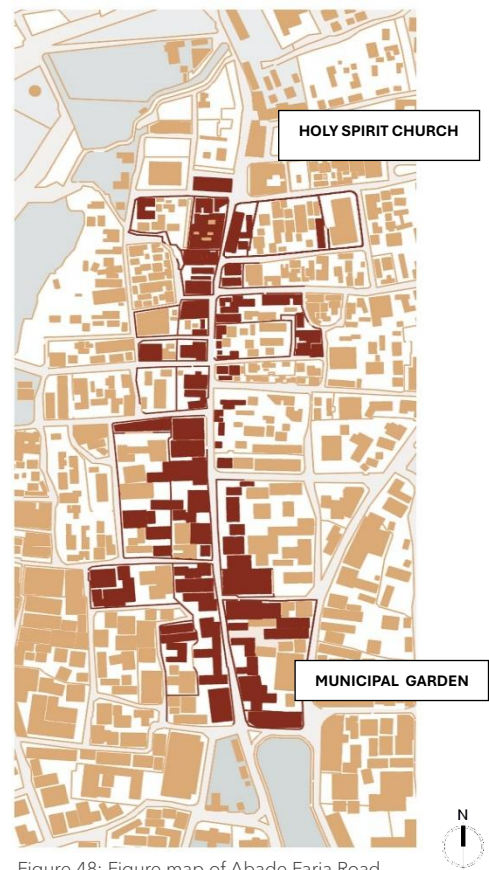 HOLY SPIRIT CHURCH
MUNICIPAL GARDEN
N
Figure 48: Figure map of Abade Faria Road